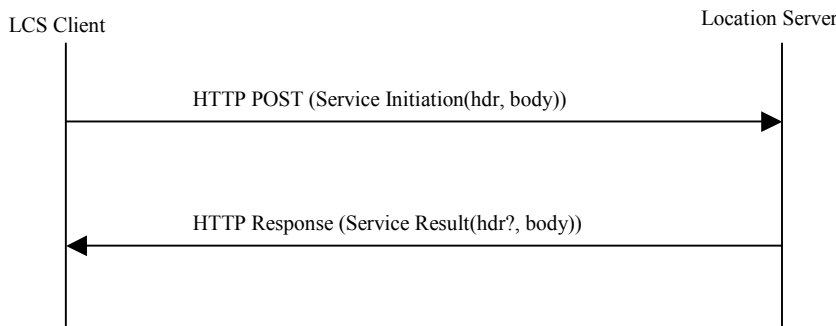 LCS Client
Location Server
HTTP POST (Service Initiation(hdr, body))
HTTP Response (Service Result(hdr?, body))